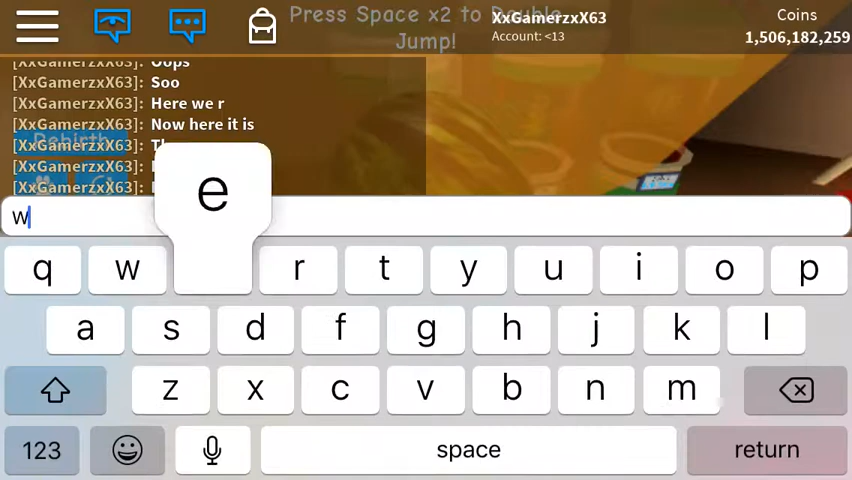 Press Space x2 to Double
Jump!
XxGamerzxX63
Account: <13
Coins
1,506,182,259
[XxGamerzxX63]: Oops
[XxGamerzxX63]: Soo
[XxGamerzxX63]: Here we r
[XxGamerzxX63]: Now here it is
Rebirth
[XxGamerzxX63]:
[XxGamerzxX63]:
[XxGamerzxX63]:
w
e
q w r t y u i o p
a s d f g h j k l
z x c v b n m
123 space return